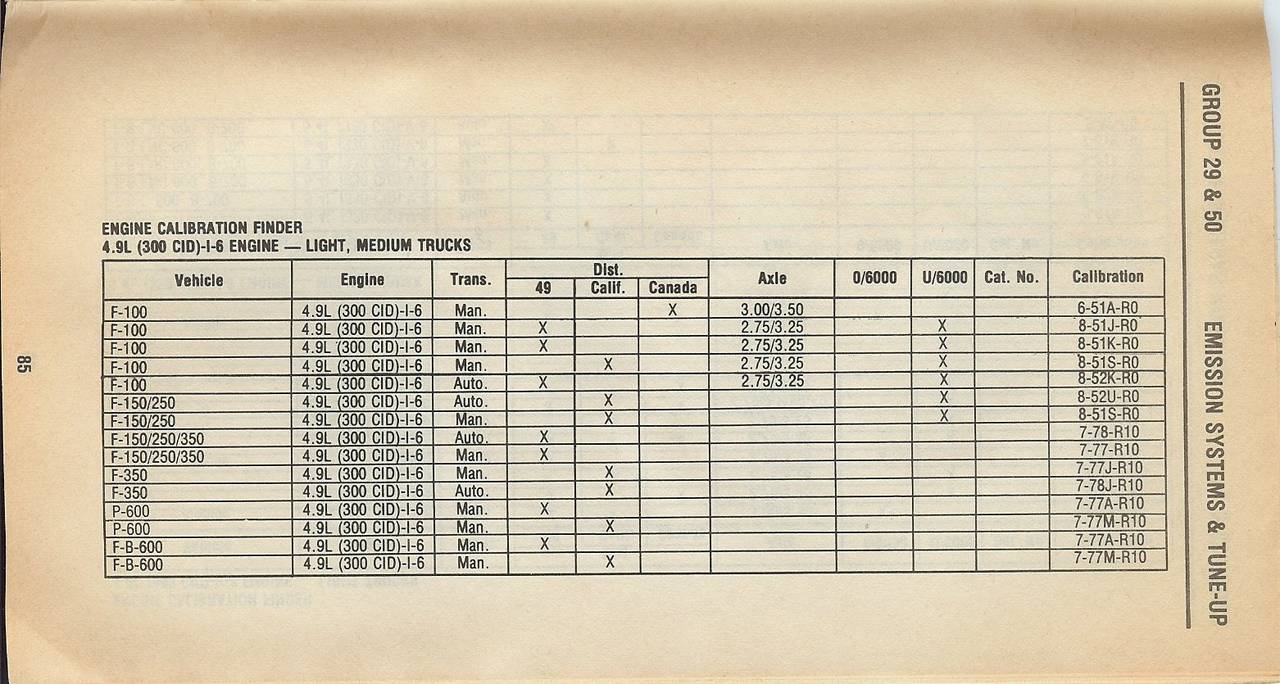 GROUP 29 & 50 EMISSION SYSTEMS & TUNE-UP
ENGINE CALIBRATION FINDER
4.9L (300 CID)-I-6 ENGINE — LIGHT, MEDIUM TRUCKS
Vehicle Engine Trans. Dist. Axle O/6000 U/6000 Cat. No. Calibration
49 Calif. Canada
F-100 4.9L (300 CID)-I-6 Man. X 3.00/3.50 6-51A-R0
F-100 4.9L (300 CID)-I-6 Man. X 2.75/3.25 X 8-51J-R0
F-100 4.9L (300 CID)-I-6 Man. X 2.75/3.25 X 8-51K-R0
F-100 4.9L (300 CID)-I-6 Man. X 2.75/3.25 X 8-51S-R0
F-100 4.9L (300 CID)-I-6 Auto. X 2.75/3.25 X 8-52K-R0
F-150/250 4.9L (300 CID)-I-6 Auto. X X 8-52U-R0
F-150/250 4.9L (300 CID)-I-6 Man. X X 8-51S-R0
F-150/250/350 4.9L (300 CID)-I-6 Auto. X 7-78-R10
F-150/250/350 4.9L (300 CID)-I-6 Man. X 7-77-R10
F-350 4.9L (300 CID)-I-6 Man. X 7-77J-R10
F-350 4.9L (300 CID)-I-6 Auto. X 7-78J-R10
P-600 4.9L (300 CID)-I-6 Man. X 7-77A-R10
P-600 4.9L (300 CID)-I-6 Man. X 7-77M-R10
F-B-600 4.9L (300 CID)-I-6 Man. X 7-77A-R10
F-B-600 4.9L (300 CID)-I-6 Man. X 7-77M-R10
85